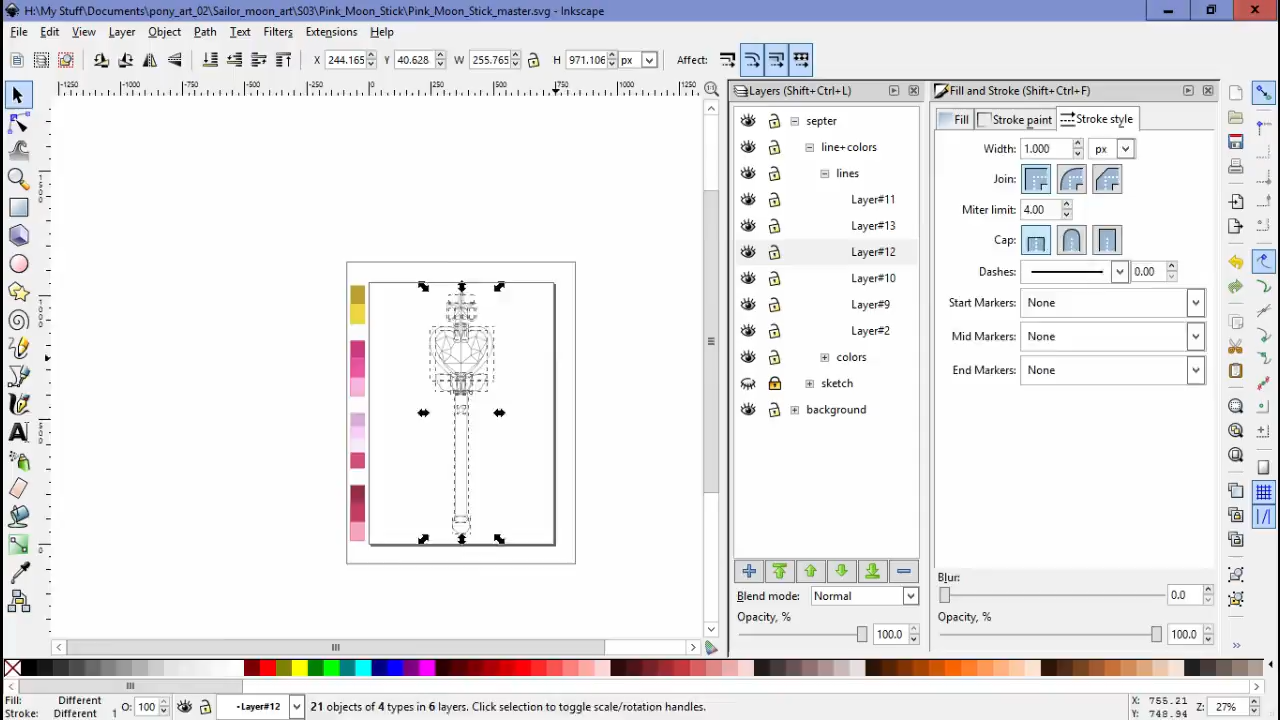 H:\My Stuff\Documents\pony_art_02\Sailor_moon_art\S03\Pink_Moon_Stick\Pink_Moon_Stick_master.svg - Inkscape
File Edit View Layer Object Path Text Filters Extensions Help
X 244.165 Y 40.628 W 255.765 H 971.106 px Affect:
Layers (Shift+Ctrl+L)
septer
line+colors
lines
Layer#11
Layer#13
Layer#12
Layer#10
Layer#9
Layer#2
colors
sketch
background
Blend mode: Normal
Opacity, %
100.0
Fill and Stroke (Shift+Ctrl+F)
Fill Stroke paint Stroke style
Width: 1.000 px
Join:
Miter limit: 4.00
Cap:
Dashes: 0.00
Start Markers: None
Mid Markers: None
End Markers: None
Blur:
0.0
Opacity, %
100.0
Fill: Different
Stroke: Different 1
O: 100
Layer#12
21 objects of 4 types in 6 layers. Click selection to toggle scale/rotation handles.
X: 755.21
Y: 748.94
Z: 27%